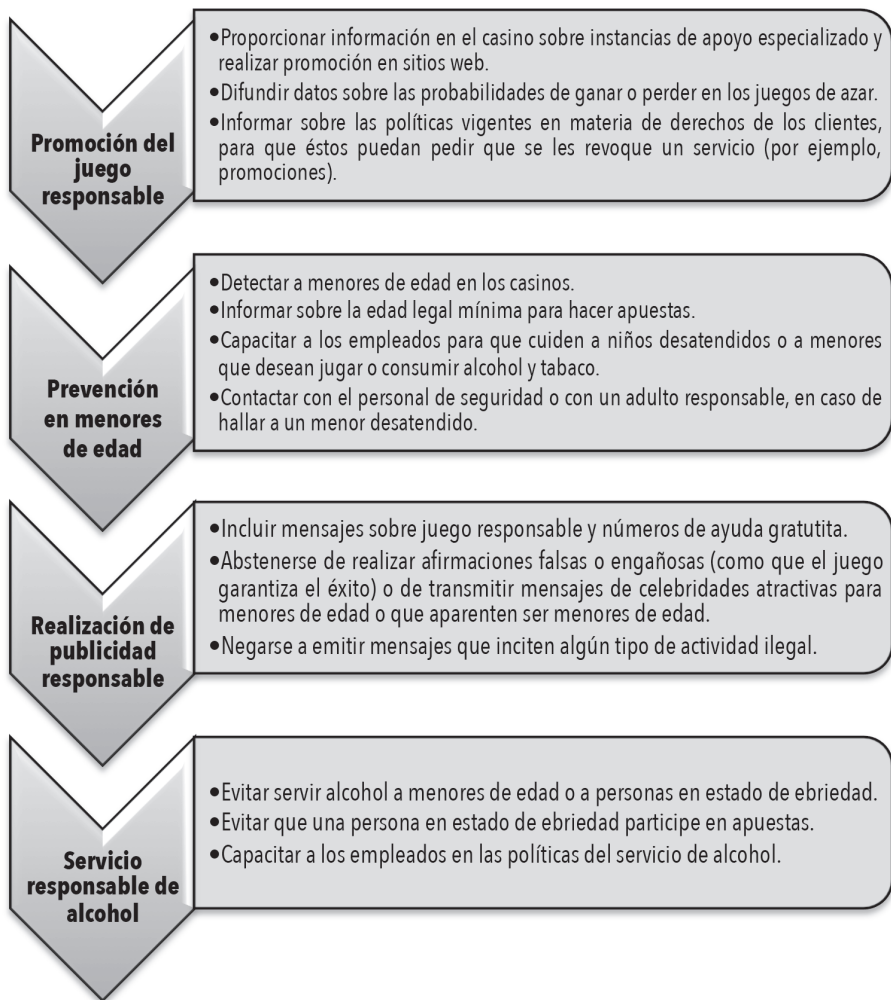 Promoción del
juego
responsable
•Proporcionar información en el casino sobre instancias de apoyo especializado y
realizar promoción en sitios web.
•Difundir datos sobre las probabilidades de ganar o perder en los juegos de azar.
•Informar sobre las políticas vigentes en materia de derechos de los clientes,
para que éstos puedan pedir que se les revoque un servicio (por ejemplo,
promociones).
Prevención
en menores
de edad
•Detectar a menores de edad en los casinos.
•Informar sobre la edad legal mínima para hacer apuestas.
•Capacitar a los empleados para que cuiden a niños desatendidos o a menores
que desean jugar o consumir alcohol y tabaco.
•Contactar con el personal de seguridad o con un adulto responsable, en caso de
hallar a un menor desatendido.
Realización de
publicidad
responsable
•Incluir mensajes sobre juego responsable y números de ayuda gratutita.
•Abstenerse de realizar afirmaciones falsas o engañosas (como que el juego
garantiza el éxito) o de transmitir mensajes de celebridades atractivas para
menores de edad o que aparenten ser menores de edad.
•Negarse a emitir mensajes que inciten algún tipo de actividad ilegal.
Servicio
responsable de
alcohol
•Evitar servir alcohol a menores de edad o a personas en estado de ebriedad.
•Evitar que una persona en estado de ebriedad participe en apuestas.
•Capacitar a los empleados en las políticas del servicio de alcohol.